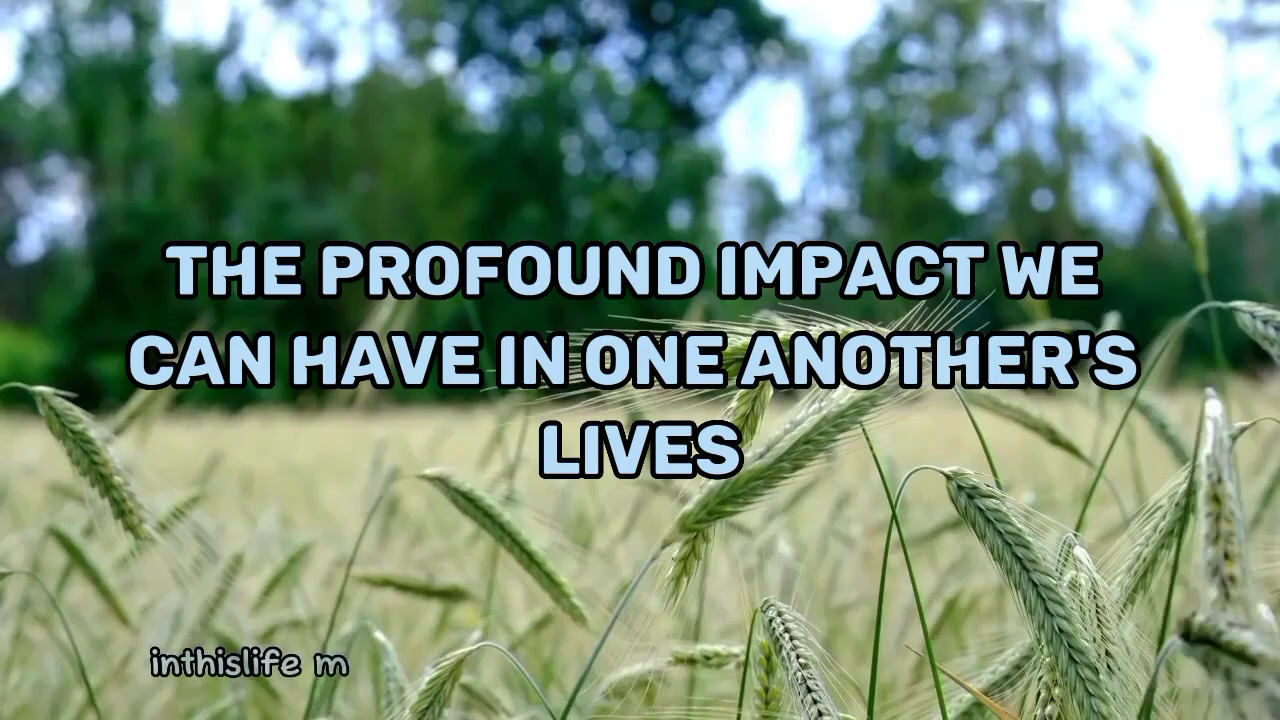 THE PROFOUND IMPACT WE
CAN HAVE IN ONE ANOTHER'S
LIVES
inthislife m